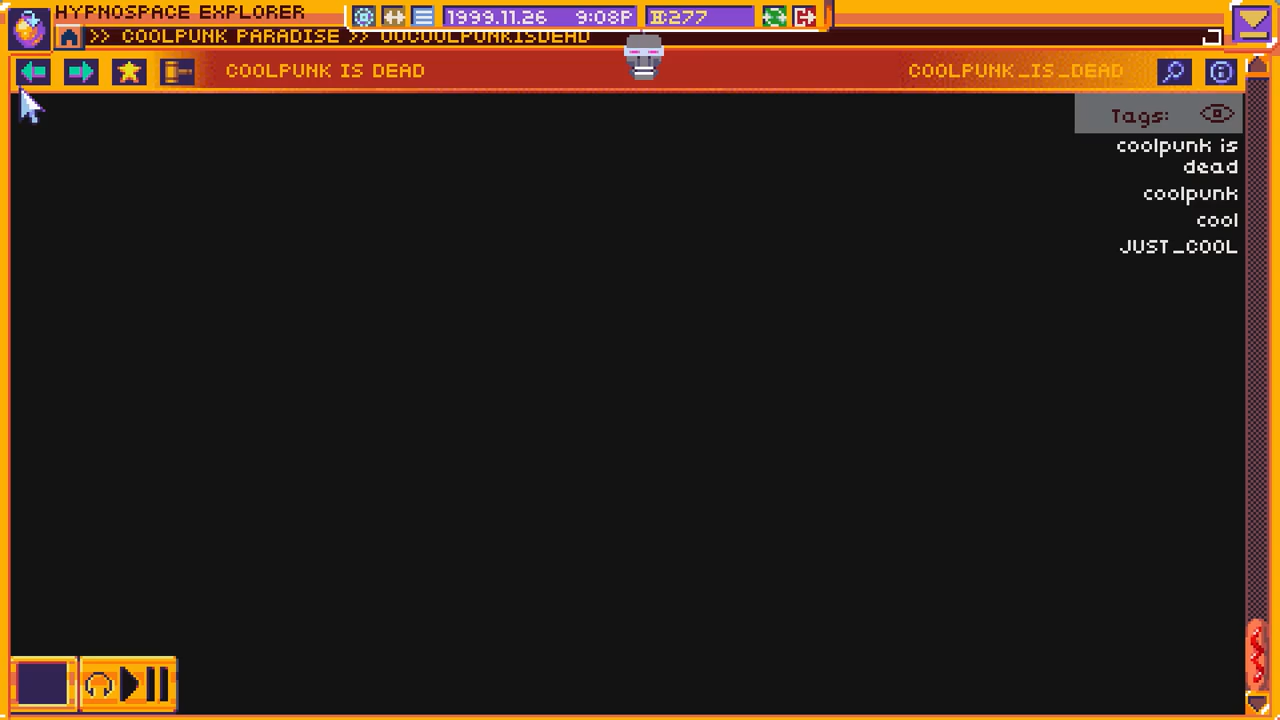 HYPNOSPACE EXPLORER
1999.11.26 9:08P
:277
>> COOLPUNK PARADISE >> 00COOLPUNKISDEAD
COOLPUNK IS DEAD
COOLPUNK_IS_DEAD
Tags:
coolpunk is
dead
coolpunk
cool
JUST_COOL